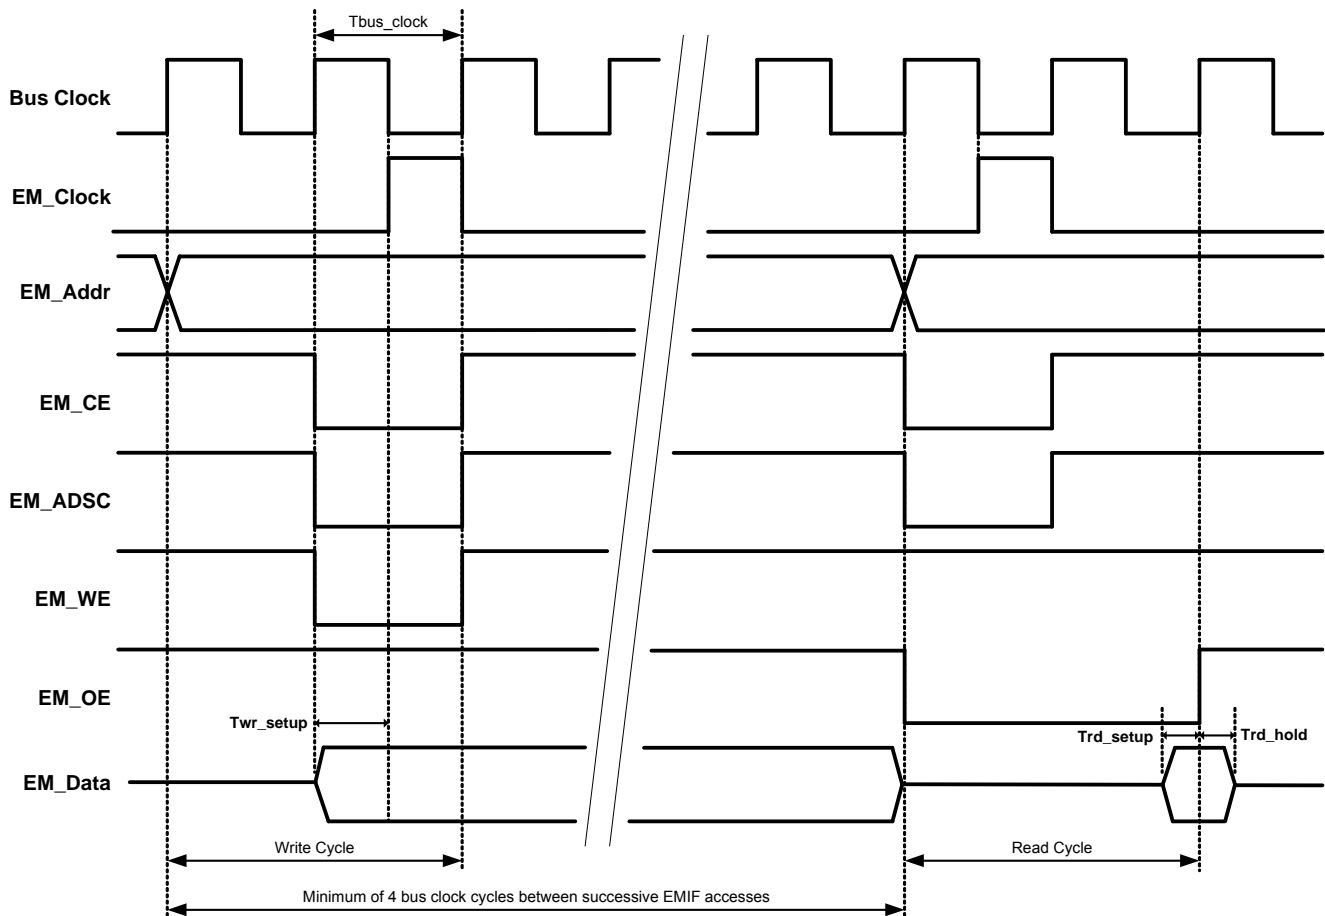 Tbus_clock
Bus Clock
EM_Clock
EM_Addr
EM_CE
EM_ADSC
EM_WE
EM_OE
Twr_setup
Trd_setup
Trd_hold
EM_Data
Write Cycle
Read Cycle
Minimum of 4 bus clock cycles between successive EMIF accesses